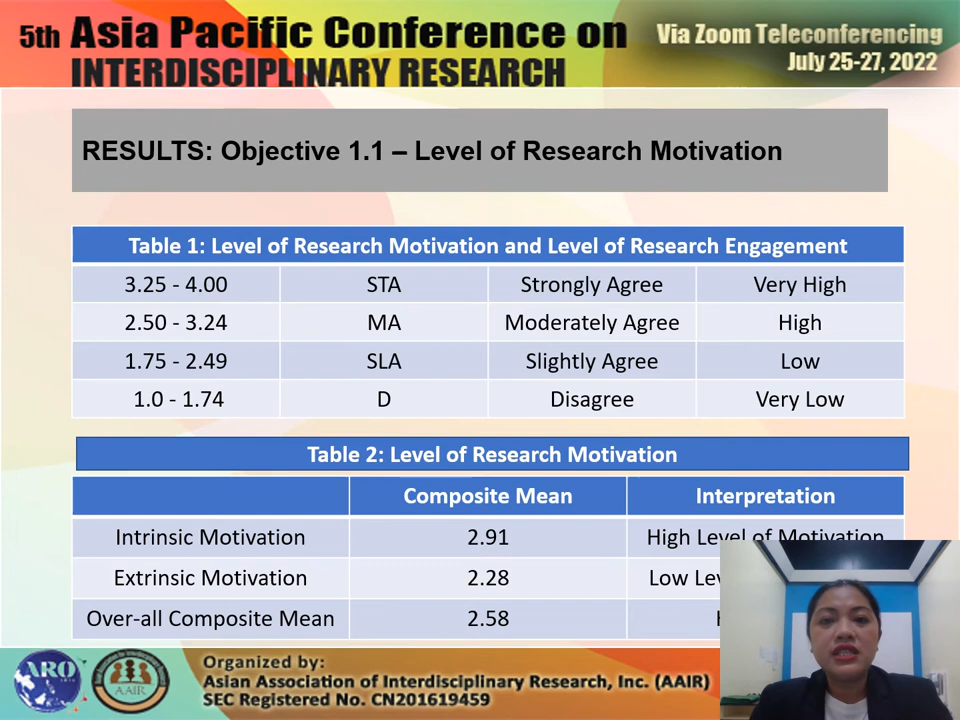 5th Asia Pacific Conference on
INTERDISCIPLINARY RESEARCH
Via Zoom Teleconferencing
July 25-27, 2022
RESULTS: Objective 1.1 – Level of Research Motivation
Table 1: Level of Research Motivation and Level of Research Engagement
3.25 - 4.00 STA Strongly Agree Very High
2.50 - 3.24 MA Moderately Agree High
1.75 - 2.49 SLA Slightly Agree Low
1.0 - 1.74 D Disagree Very Low
Table 2: Level of Research Motivation
Composite Mean Interpretation
Intrinsic Motivation 2.91 High Level of Motivation
Extrinsic Motivation 2.28 Low
Over-all Composite Mean 2.58
ARO
AAIR
Organized by:
Asian Association of Interdisciplinary Research, Inc. (AAIR)
SEC Registered No. CN201619459